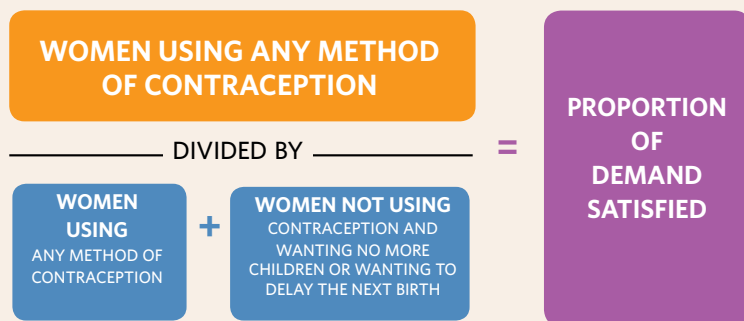 WOMEN USING ANY METHOD
OF CONTRACEPTION
DIVIDED BY
WOMEN
USING
ANY METHOD OF
CONTRACEPTION
+
WOMEN NOT USING
CONTRACEPTION AND
WANTING NO MORE
CHILDREN OR WANTING TO
DELAY THE NEXT BIRTH
=
PROPORTION
OF
DEMAND
SATISFIED